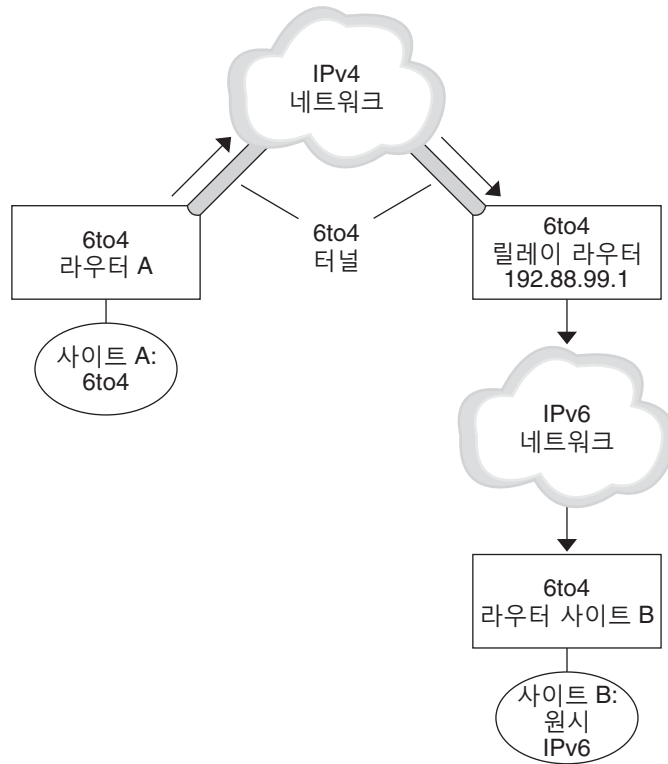 IPv4
네트워크
6to4
라우터 A
6to4
터널
6to4
릴레이 라우터
192.88.99.1
사이트 A:
6to4
IPv6
네트워크
6to4
라우터 사이트 B
사이트 B:
원시
IPv6